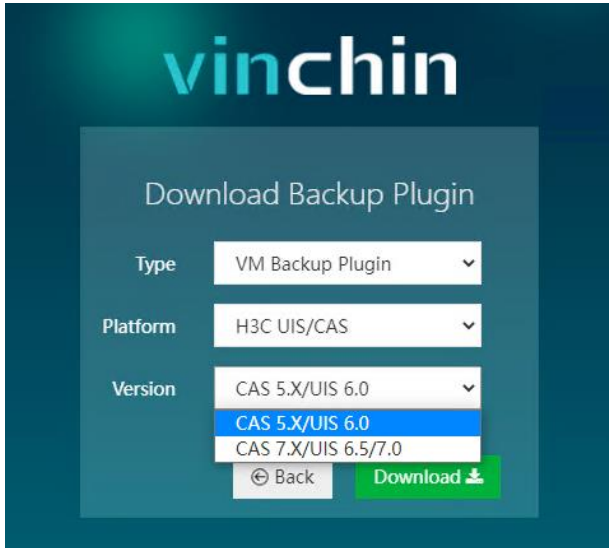 vinchin
Download Backup Plugin
Type VM Backup Plugin
Platform H3C UIS/CAS
Version CAS 5.X/UIS 6.0
CAS 5.X/UIS 6.0
CAS 7.X/UIS 6.5/7.0
Back Download